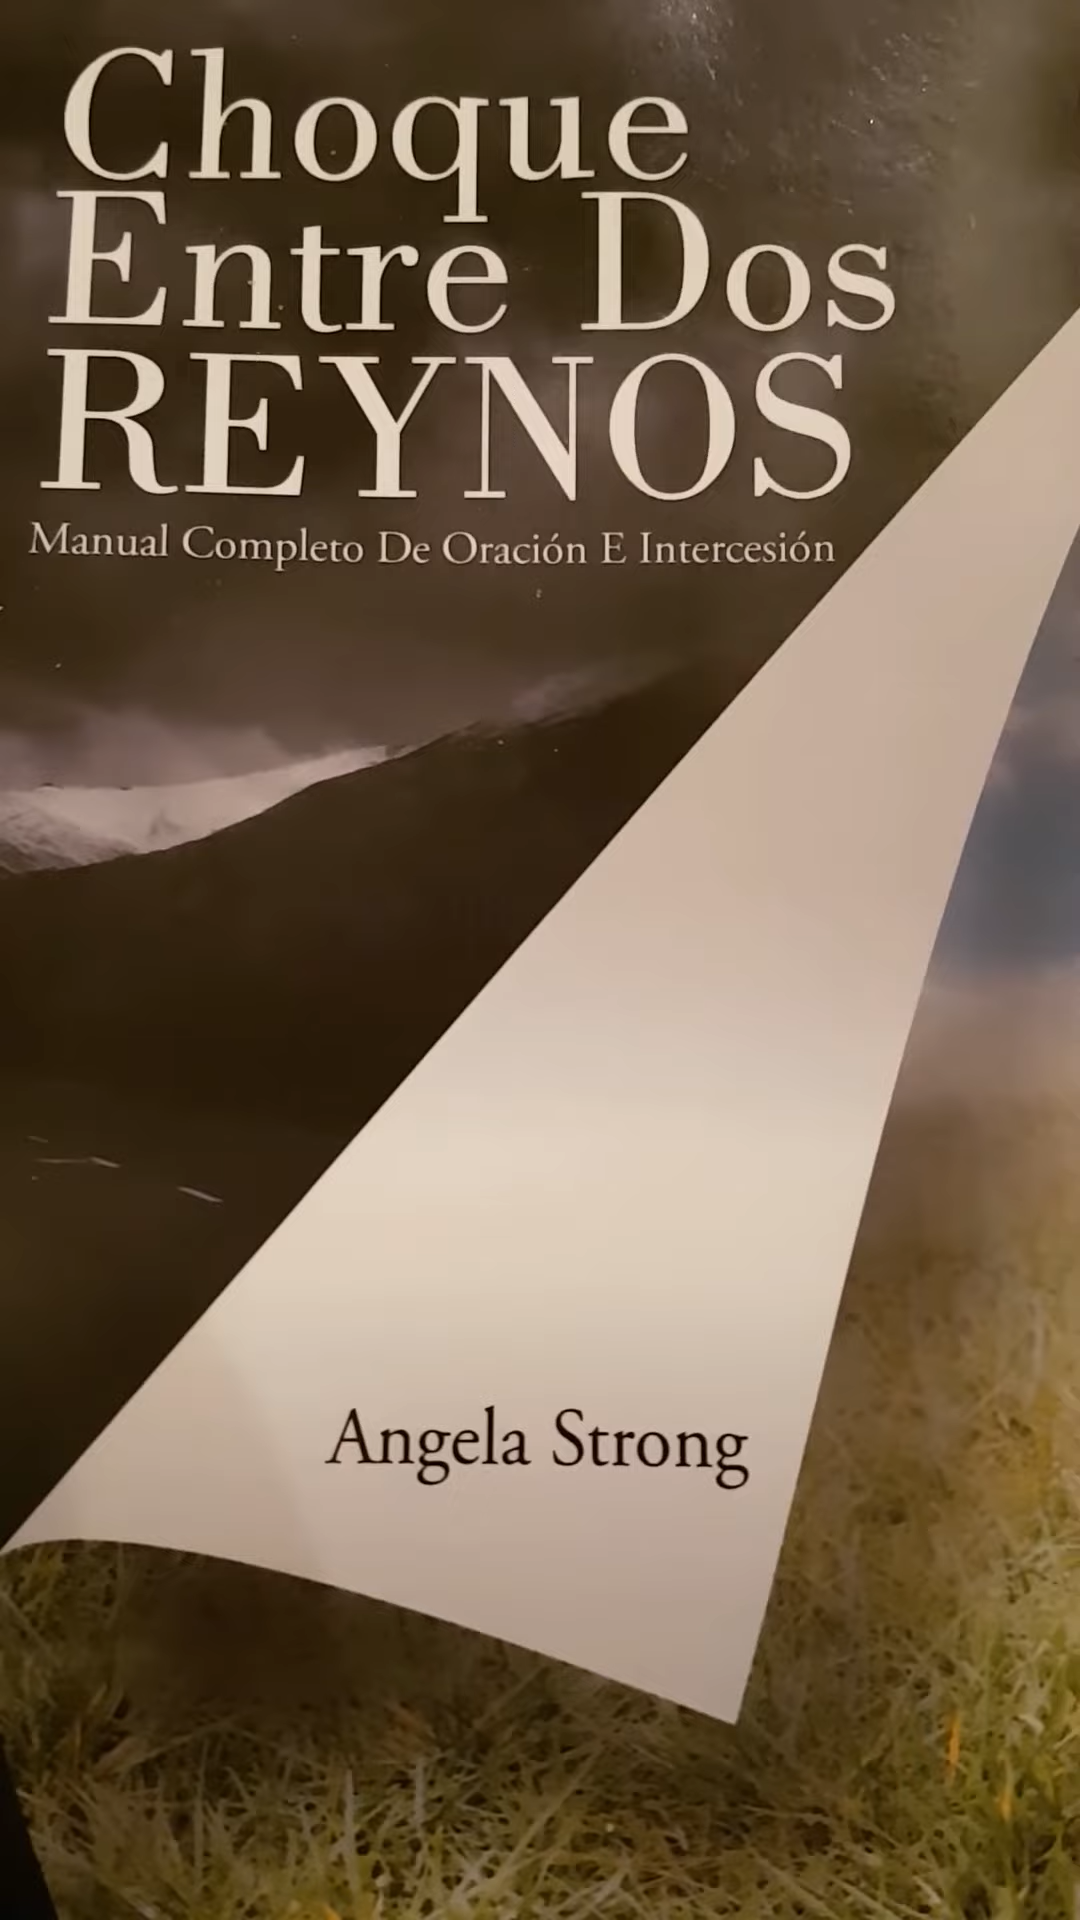 Choque
Entre Dos
REYNOS
Manual Completo De Oración E Intercesión
Angela Strong